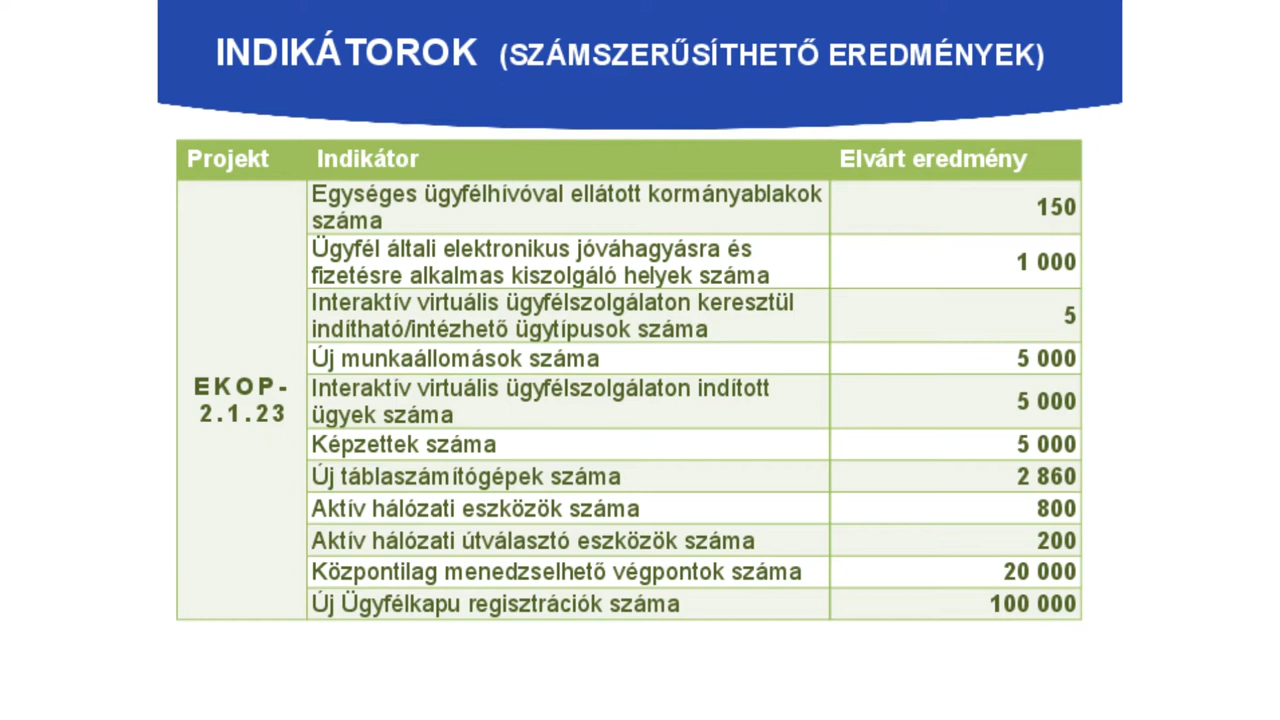 INDIKÁTOROK (SZÁMSZERŰSÍTHETŐ EREDMÉNYEK)
Projekt Indikátor Elvárt eredmény
EKOP-
2.1.23
Egységes ügyfélhívóval ellátott kormányablakok
száma
150
Ügyfél általi elektronikus jóváhagyásra és
fizetésre alkalmas kiszolgáló helyek száma
1 000
Interaktív virtuális ügyfélszolgálaton keresztül
indítható/intézhető ügytípusok száma
5
Új munkaállomások száma 5 000
Interaktív virtuális ügyfélszolgálaton indított
ügyek száma
5 000
Képzettek száma 5 000
Új táblaszámítógépek száma 2 860
Aktív hálózati eszközök száma 800
Aktív hálózati útválasztó eszközök száma 200
Központilag menedzselhető végpontok száma 20 000
Új Ügyfélkapu regisztrációk száma 100 000